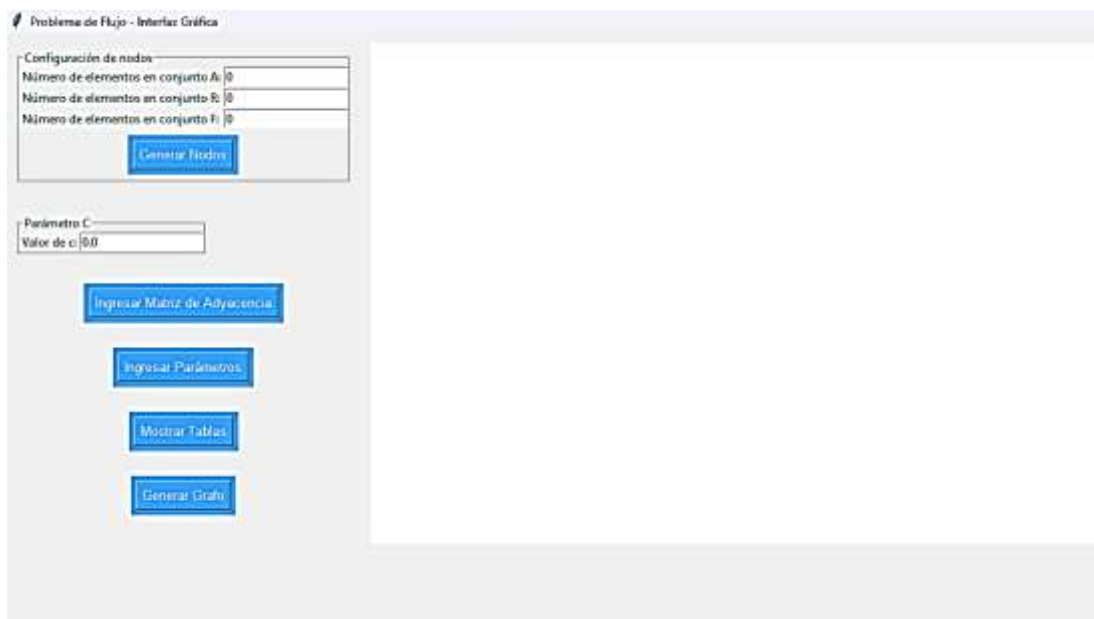 Problema de Flujo - Interfaz Gráfica
Configuración de nodos
Número de elementos en conjunto A: 0
Número de elementos en conjunto R: 0
Número de elementos en conjunto F: 0
Generar Nodos
Parámetro C
Valor de c: 0.0
Ingresar Matriz de Adyacencia
Ingresar Parámetros
Mostrar Tablas
Generar Grafo